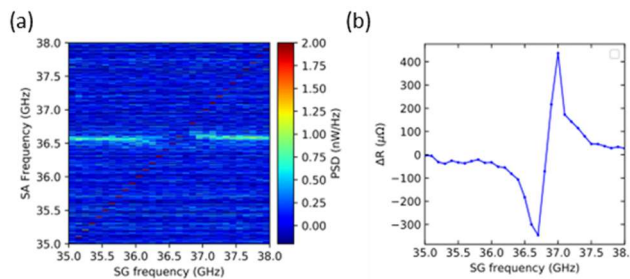 (a)
38.0
37.5
37.0
36.5
36.0
35.5
35.0
SA Frequency (GHz)
35.0 35.5 36.0 36.5 37.0 37.5 38.0
SG frequency (GHz)
2.00
1.75
1.50
1.25
1.00
0.75
0.50
0.25
0.00
PSD (nW/Hz)
(b)
400
300
200
100
0
−100
−200
−300
ΔR (μΩ)
35.0 35.5 36.0 36.5 37.0 37.5 38.
SG frequency (GHz)